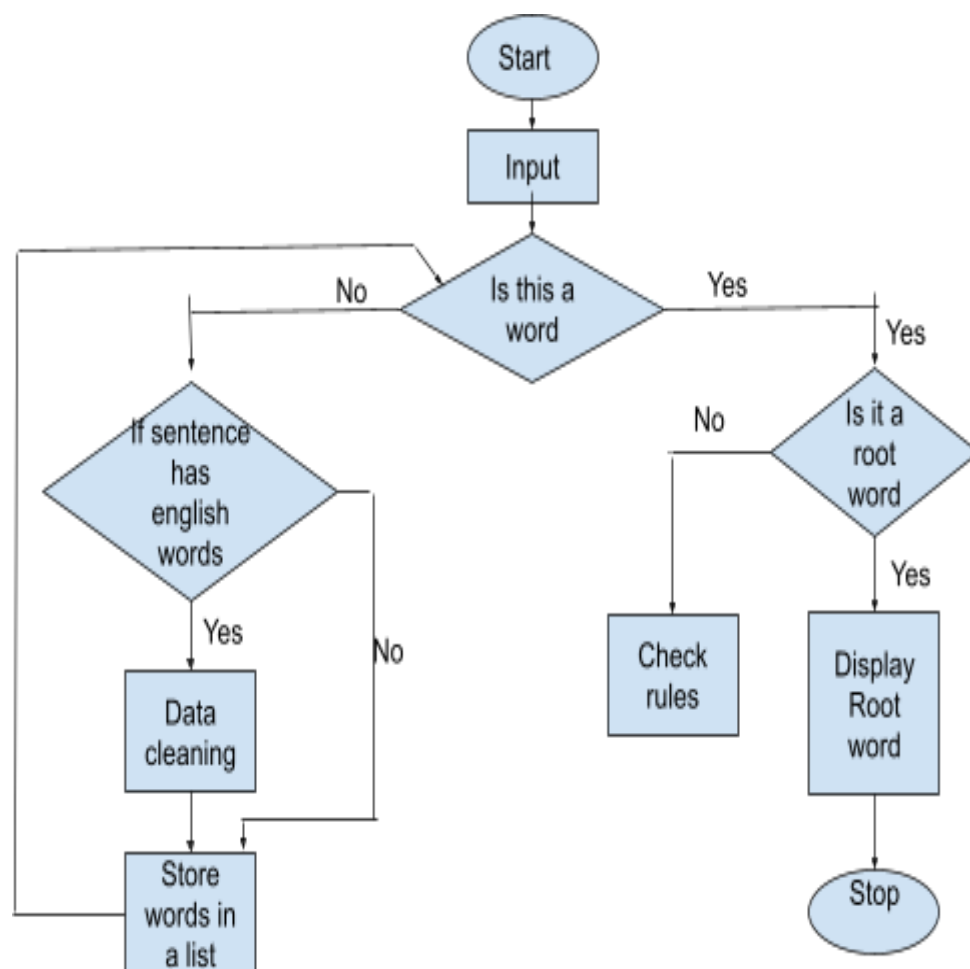 Start
Input
Is this a
word
No
Yes
Yes
If sentence
has
english
words
Is it a
root
word
No
Yes
Yes
No
Data
cleaning
Check
rules
Display
Root
word
Store
words in
a list
Stop